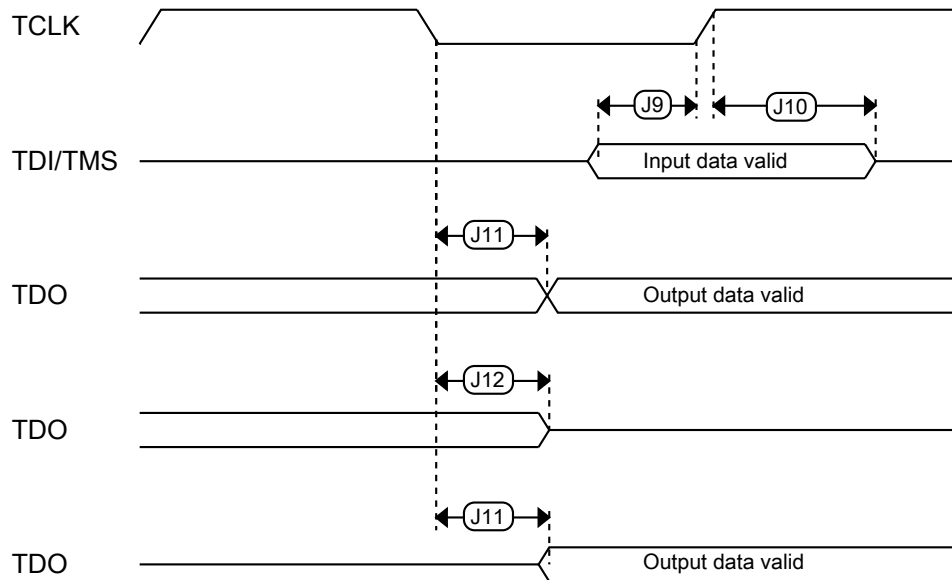 TCLK
J9
J10
TDI/TMS
Input data valid
J11
TDO
Output data valid
J12
TDO
J11
TDO
Output data valid